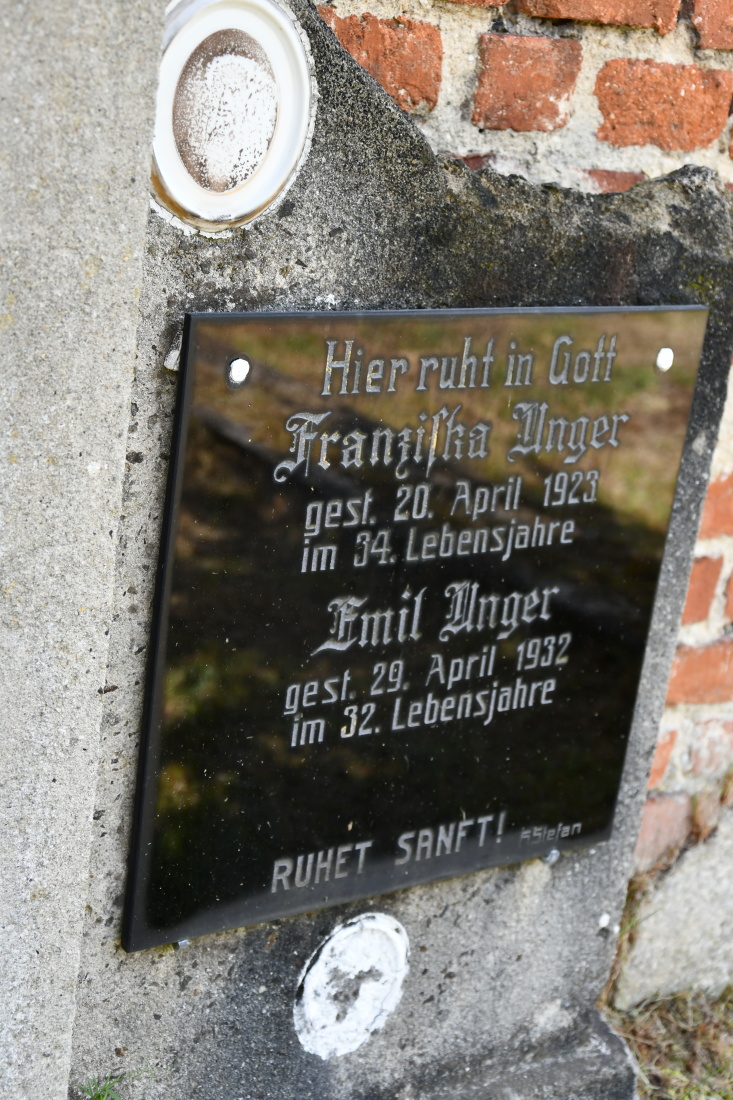 Hier ruht in Gott
Franziſka Unger
gest. 20. April 1923
im 34. Lebensjahre
Emil Unger
gest. 29. April 1932
im 32. Lebensjahre
RUHET SANFT!
F. Stefan